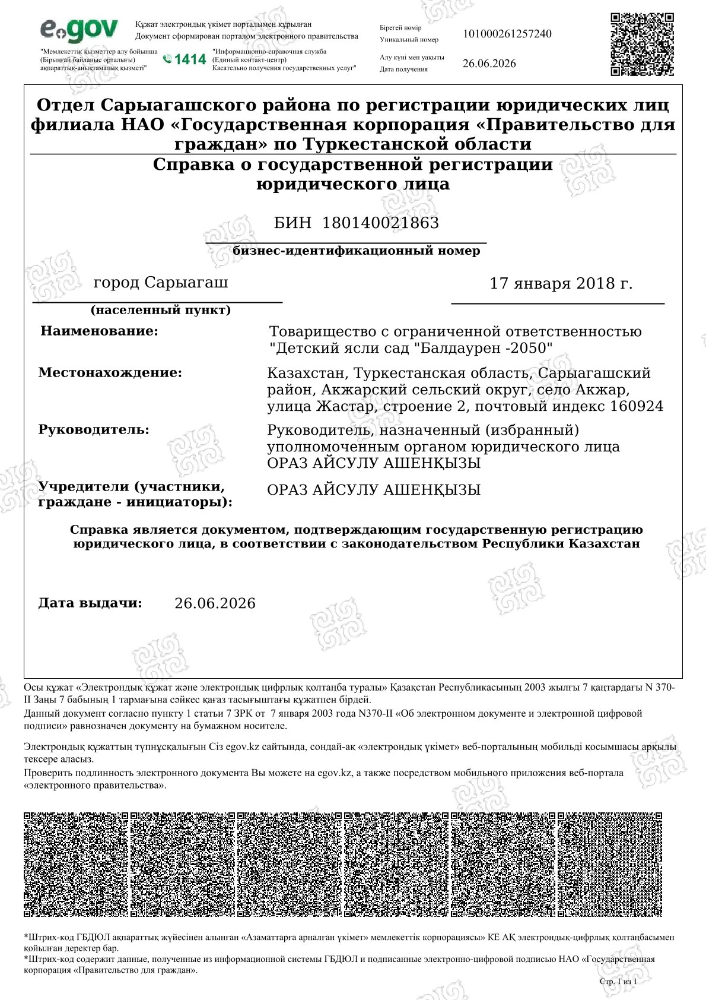 e.gov
Құжат электрондық үкімет порталымен құрылған
Документ сформирован порталом электронного правительства
"Мемлекеттік қызметтер алу бойынша
(Бірыңғай байланыс орталығы)
ақпараттық-анықтамалық қызметі"
1414
"Информационно-справочная служба
(Единый контакт-центр)
Касательно получения государственных услуг"
Бірегей нөмір
Уникальный номер
101000261257240
Алу күні мен уақыты
Дата получения
26.06.2026
Отдел Сарыагашского района по регистрации юридических лиц
филиала НАО «Государственная корпорация «Правительство для
граждан» по Туркестанской области
Справка о государственной регистрации
юридического лица
БИН 180140021863
бизнес-идентификационный номер
город Сарыагаш
17 января 2018 г.
(населенный пункт)
Наименование:
Товарищество с ограниченной ответственностью
"Детский ясли сад "Балдаурен -2050"
Местонахождение:
Казахстан, Туркестанская область, Сарыагашский
район, Акжарский сельский округ, село Акжар,
улица Жастар, строение 2, почтовый индекс 160924
Руководитель:
Руководитель, назначенный (избранный)
уполномоченным органом юридического лица
ОРАЗ АЙСУЛУ АШЕНҚЫЗЫ
Учредители (участники,
граждане - инициаторы):
ОРАЗ АЙСУЛУ АШЕНҚЫЗЫ
Справка является документом, подтверждающим государственную регистрацию
юридического лица, в соответствии с законодательством Республики Казахстан
Дата выдачи:
26.06.2026
Осы құжат «Электрондық құжат және электрондық цифрлық қолтаңба туралы» Қазақстан Республикасының 2003 жылғы 7 қаңтардағы N 370-
II Заңы 7 бабының 1 тармағына сәйкес қағаз тасығыштағы құжатпен бірдей.
Данный документ согласно пункту 1 статьи 7 ЗРК от 7 января 2003 года N370-II «Об электронном документе и электронной цифровой
подписи» равнозначен документу на бумажном носителе.
Электрондық құжаттың түпнұсқалығын Сіз egov.kz сайтында, сондай-ақ «электрондық үкімет» веб-порталының мобильді қосымшасы арқылы
тексере аласыз.
Проверить подлинность электронного документа Вы можете на egov.kz, а также посредством мобильного приложения веб-портала
«электронного правительства».
*Штрих-код ГБДЮЛ ақпараттық жүйесінен алынған «Азаматтарға арналған үкімет» мемлекеттік корпорациясы» КЕ АҚ электрондық-цифрлық қолтаңбасымен
қойылған деректер бар.
*Штрих-код содержит данные, полученные из информационной системы ГБДЮЛ и подписанные электронно-цифровой подписью НАО «Государственная
корпорация «Правительство для граждан».
Стр. 1 из 1